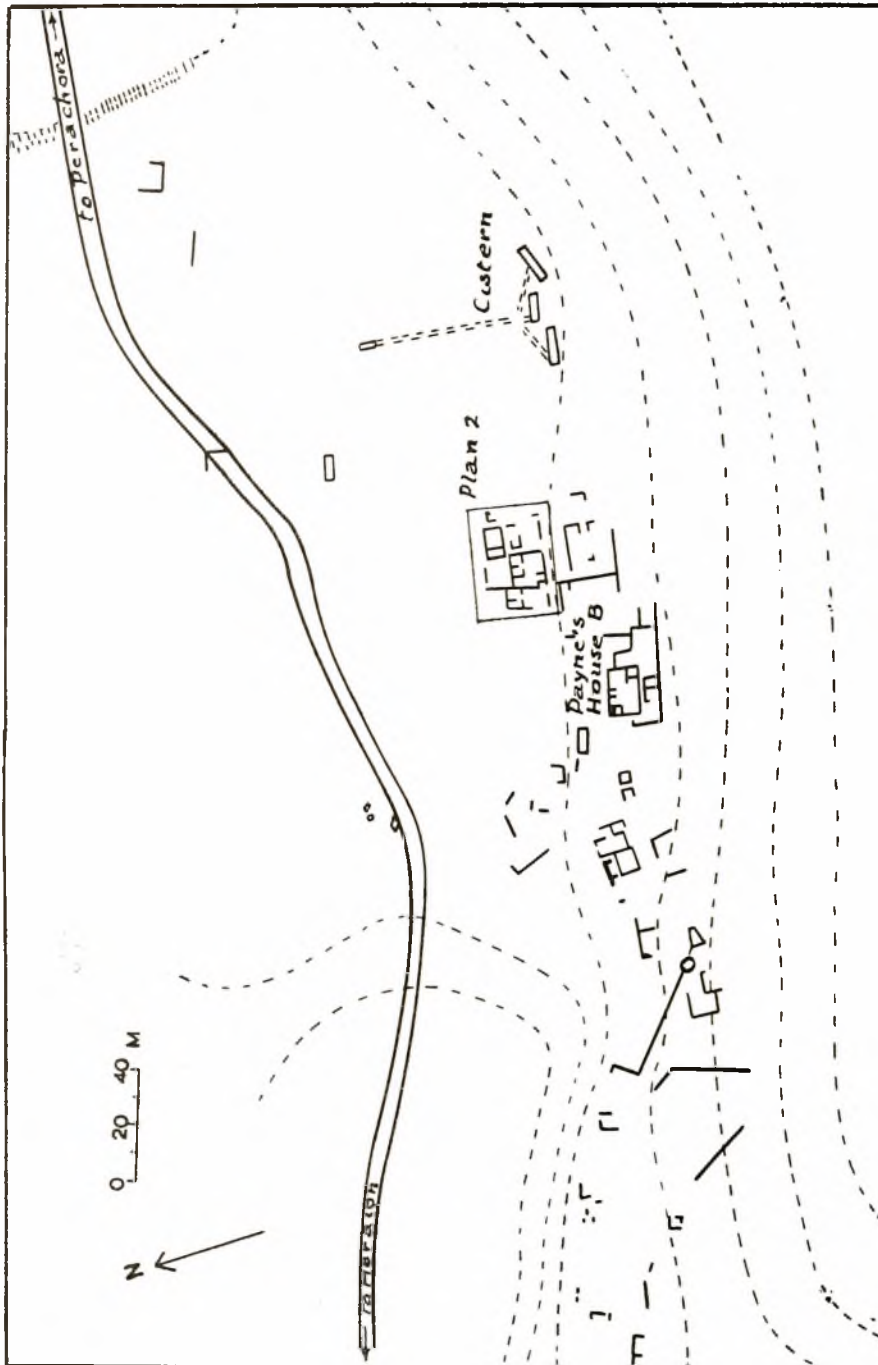 to Perachora
Cistern
Plan 2
Payne's
House B
to Heraion
0 20 40 M
N